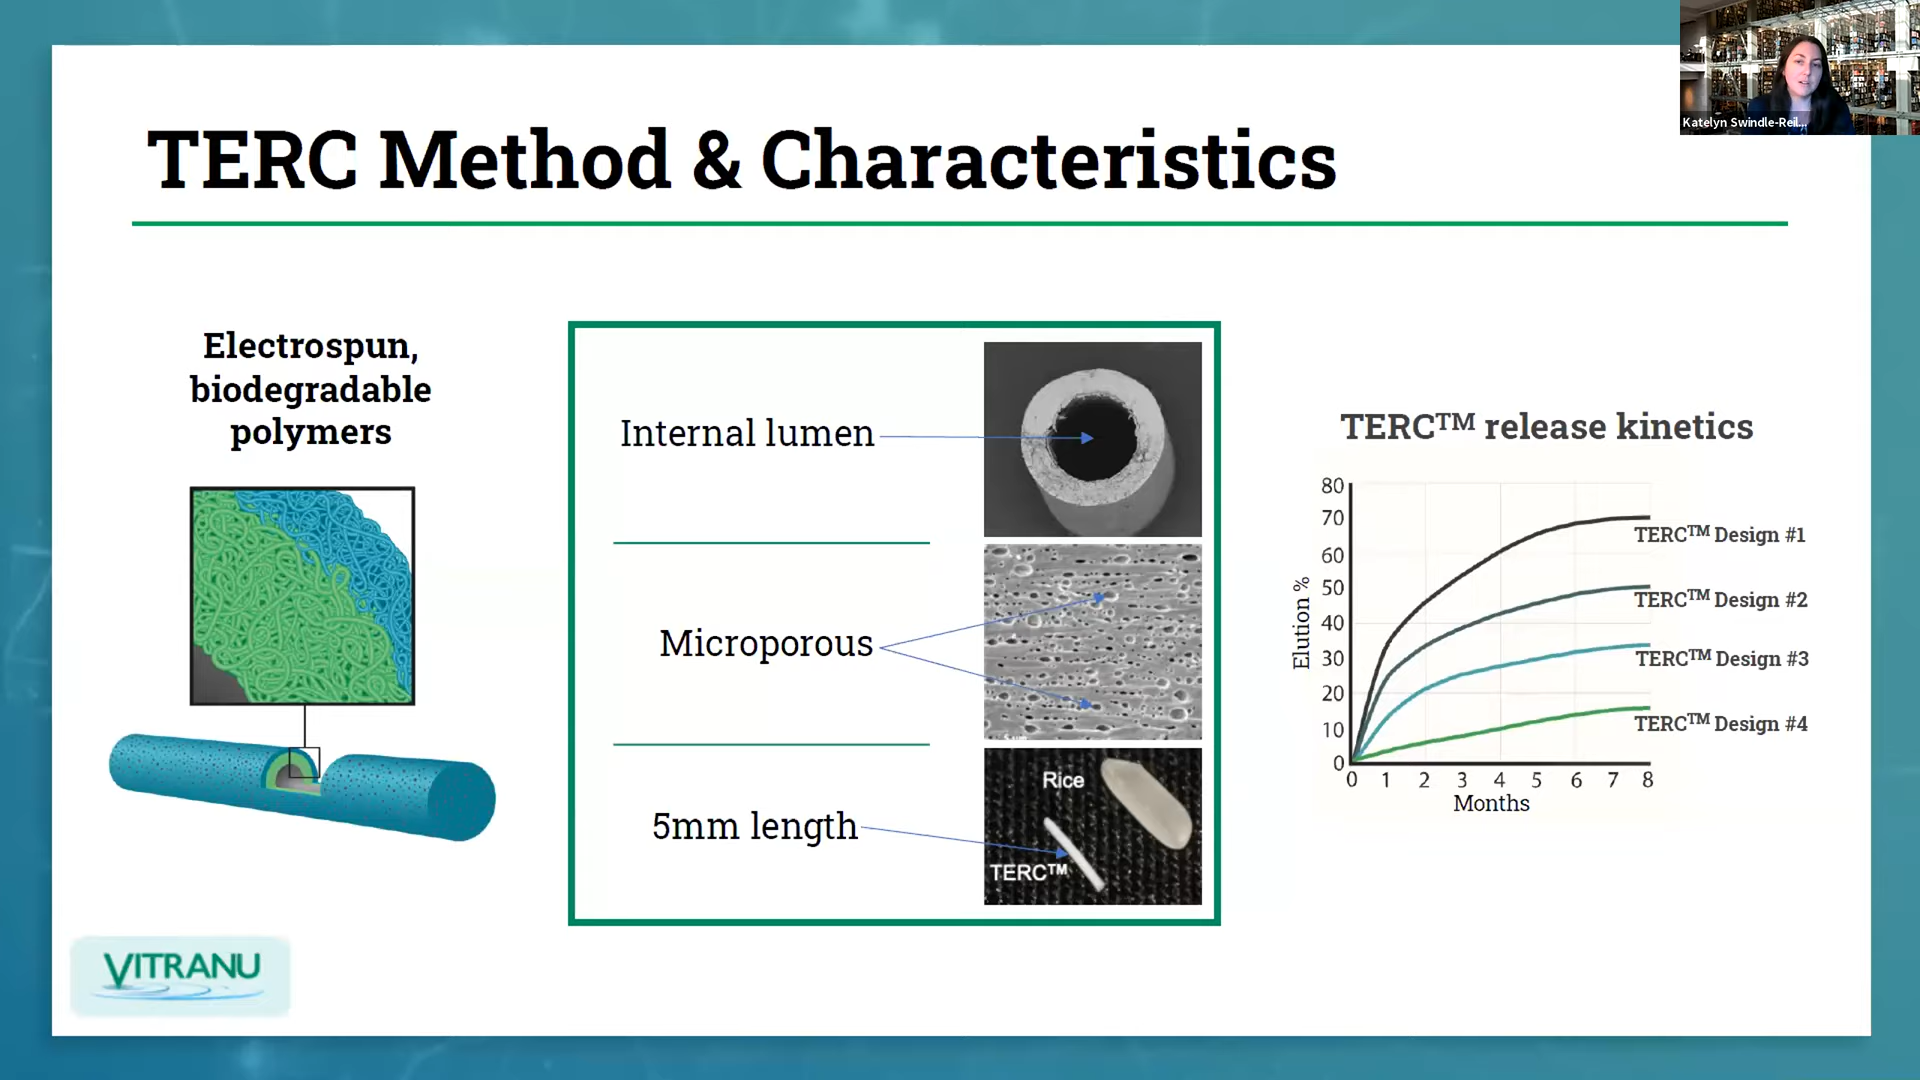 Katelyn Swindle-Reil...
TERC Method & Characteristics
Electrospun,
biodegradable
polymers
Internal lumen
Microporous
5mm length
Rice
TERC™
TERC™ release kinetics
Elution %
80
70
60
50
40
30
20
10
0
0 1 2 3 4 5 6 7 8
Months
TERC™ Design #1
TERC™ Design #2
TERC™ Design #3
TERC™ Design #4
VITRANU